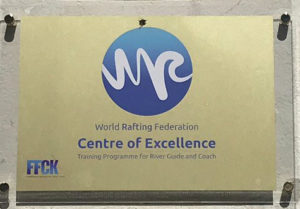 World Rafting Federation
Centre of Excellence
Training Programme for River Guide and Coach
FFCK